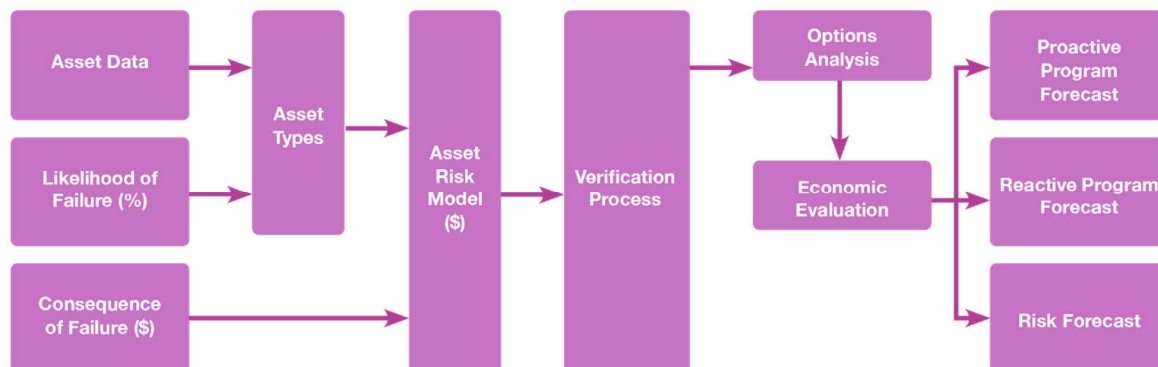 Asset Data
Likelihood of
Failure (%)
Consequence
of Failure ($)
Asset
Types
Asset
Risk
Model
($)
Verification
Process
Options
Analysis
Economic
Evaluation
Proactive
Program
Forecast
Reactive Program
Forecast
Risk Forecast